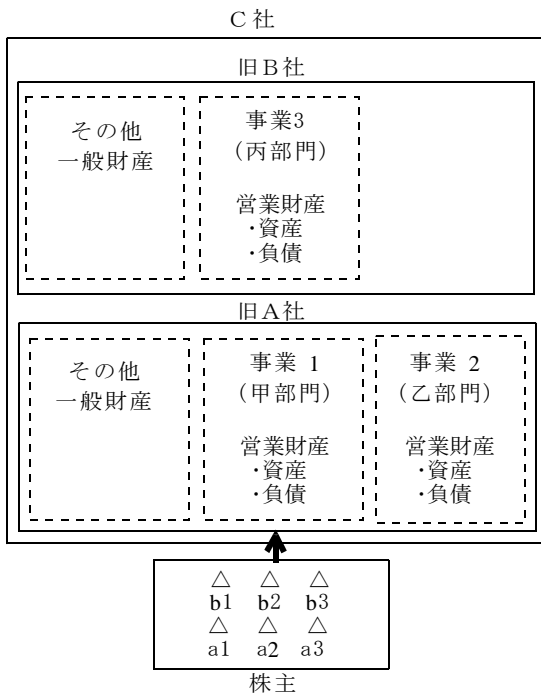 C社
旧B社
その他
一般財産
事業3
(丙部門)
営業財産
・資産
・負債
旧A社
その他
一般財産
事業 1
(甲部門)
営業財産
・資産
・負債
事業 2
(乙部門)
営業財産
・資産
・負債
△ △ △
b1 b2 b3
△ △ △
a1 a2 a3
株主